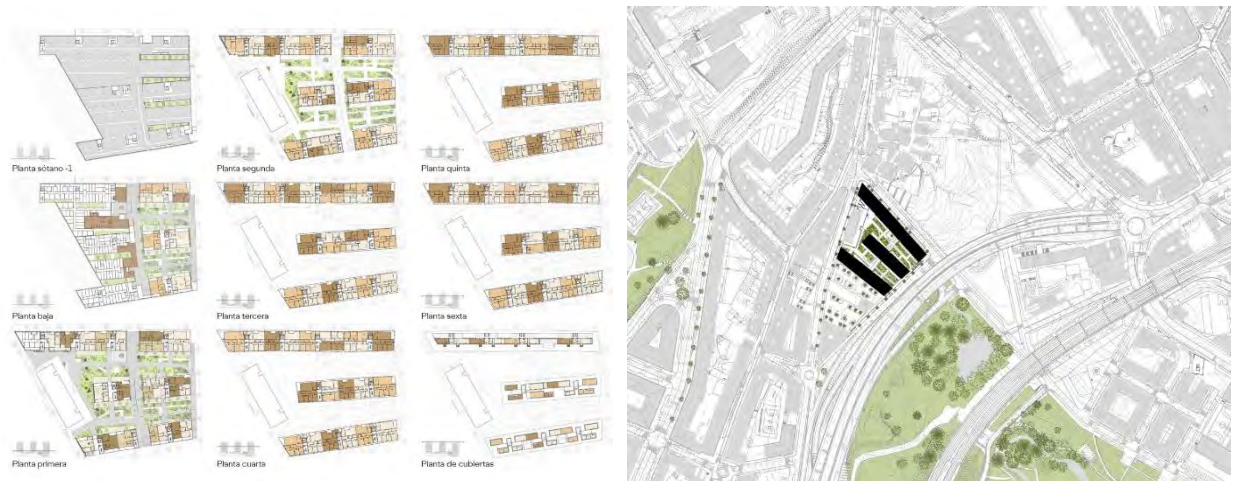 Planta sótano -1
Planta segunda
Planta quinta
Planta baja
Planta tercera
Planta sexta
Planta primera
Planta cuarta
Planta de cubiertas